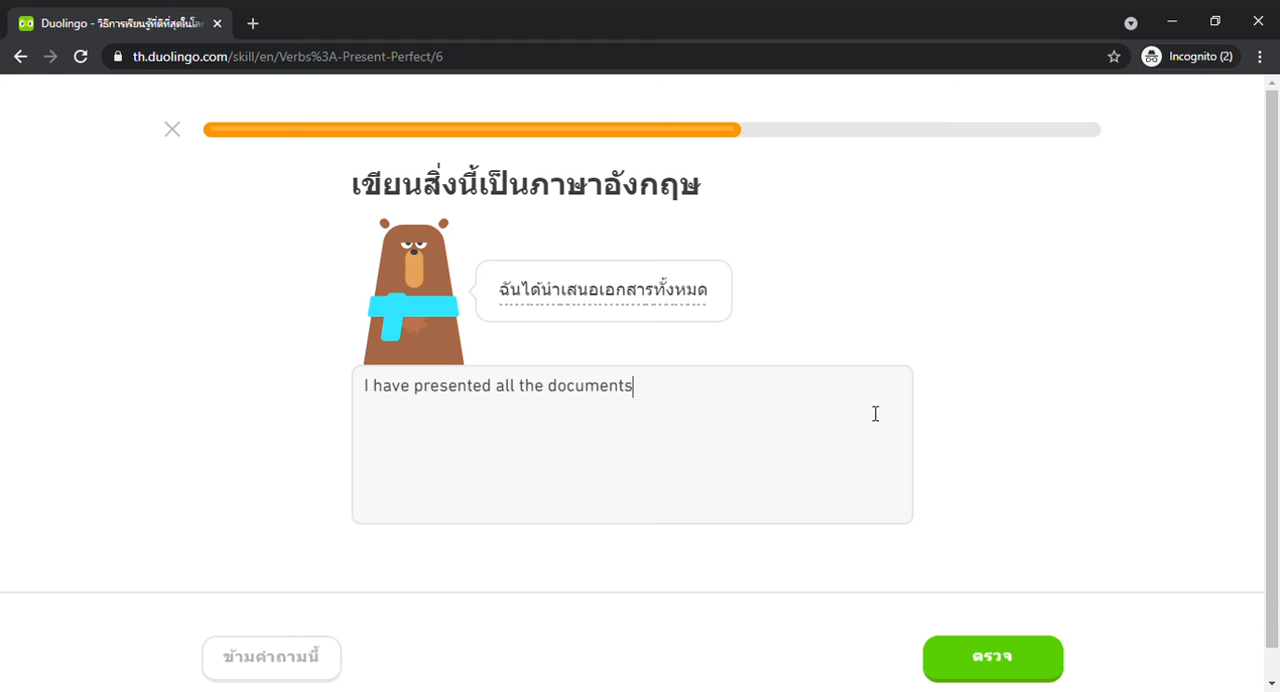 Duolingo - วิธีการเรียนรู้ที่ดีที่สุดในโล
th.duolingo.com/skill/en/Verbs%3A-Present-Perfect/6
Incognito (2)
เขียนสิ่งนี้เป็นภาษาอังกฤษ
ฉันได้นำเสนอเอกสารทั้งหมด
I have presented all the documents
ข้ามคำถามนี้
ตรวจ